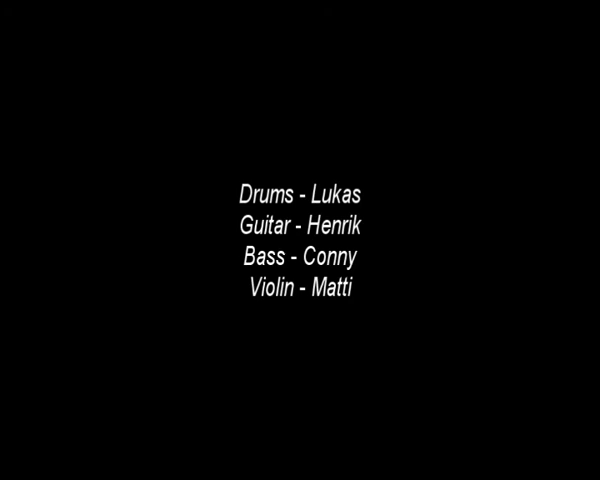 Drums - Lukas
Guitar - Henrik
Bass - Conny
Violin - Matti